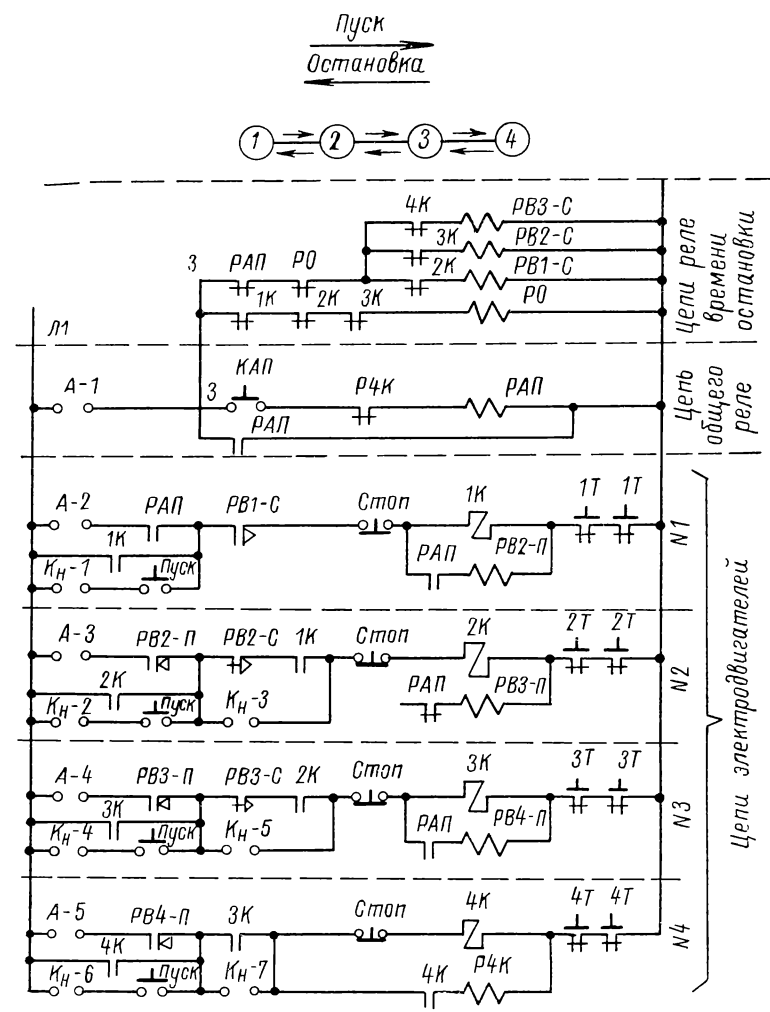 Пуск
Остановка
1 2 3 4
4К РВ3-С
3К РВ2-С
3 РАП РО 2К РВ1-С
1К 2К 3К РО
Цепи реле времени остановки
Л1
КАП
А-1 3 Р4К РАП
РАП
Цепь общего реле
А-2 РАП РВ1-С Стоп 1К 1Т 1Т
1К РАП РВ2-П
Кн-1 Пуск
N1
А-3 РВ2-П РВ2-С 1К Стоп 2К 2Т 2Т
2К РАП РВ3-П
Кн-2 Пуск Кн-3
N2
А-4 РВ3-П РВ3-С 2К Стоп 3К 3Т 3Т
3К РАП РВ4-П
Кн-4 Пуск Кн-5
N3
А-5 РВ4-П 3К Стоп 4К 4Т 4Т
4К 4К Р4К
Кн-6 Пуск Кн-7
N4
Цепи электродвигателей